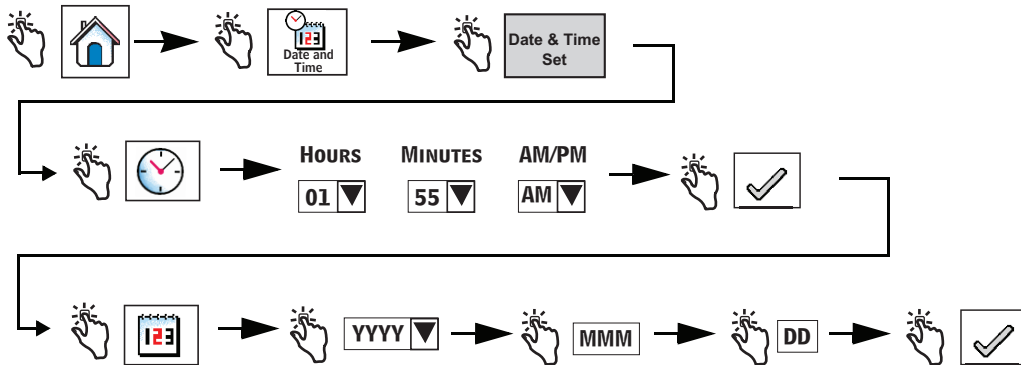 123
Date and
Time
Date & Time
Set
HOURS MINUTES AM/PM
01 55 AM
123
YYYY MMM DD